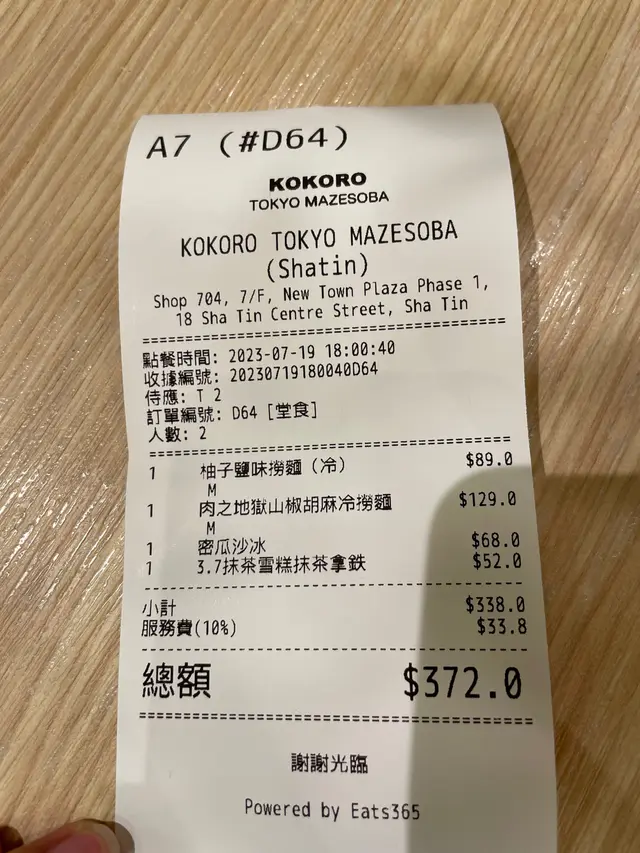 A7 (#D64)
KOKORO
TOKYO MAZESOBA
KOKORO TOKYO MAZESOBA
(Shatin)
Shop 704, 7/F, New Town Plaza Phase 1,
18 Sha Tin Centre Street, Sha Tin
點餐時間: 2023-07-19 18:00:40
收據編號: 20230719180040D64
侍應: T 2
訂單編號: D64 [堂食]
人數: 2
1 柚子鹽味撈麵（冷） $89.0
M
1 肉之地獄山椒胡麻冷撈麵 $129.0
M
1 密瓜沙冰 $68.0
1 3.7抹茶雪糕抹茶拿鉄 $52.0
小計 $338.0
服務費(10%) $33.8
總額 $372.0
謝謝光臨
Powered by Eats365